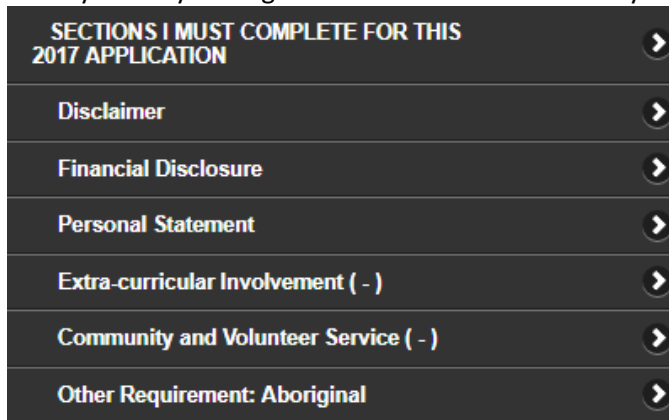 SECTIONS I MUST COMPLETE FOR THIS
2017 APPLICATION
Disclaimer
Financial Disclosure
Personal Statement
Extra-curricular Involvement ( - )
Community and Volunteer Service ( - )
Other Requirement: Aboriginal